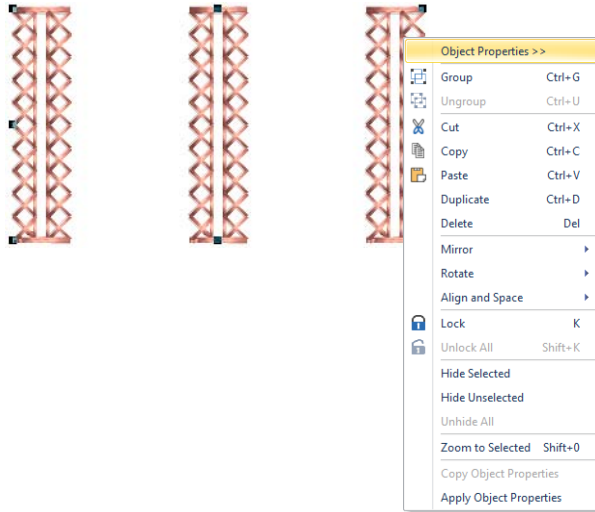 Object Properties >>
Group Ctrl+G
Ungroup Ctrl+U
Cut Ctrl+X
Copy Ctrl+C
Paste Ctrl+V
Duplicate Ctrl+D
Delete Del
Mirror
Rotate
Align and Space
Lock K
Unlock All Shift+K
Hide Selected
Hide Unselected
Unhide All
Zoom to Selected Shift+0
Copy Object Properties
Apply Object Properties